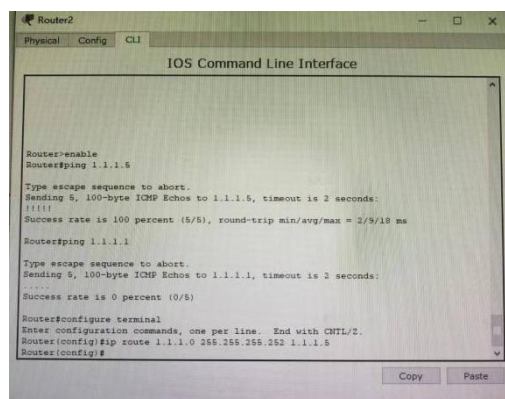 Router2
Physical Config CLI
IOS Command Line Interface
Router>enable
Router#ping 1.1.1.5
Type escape sequence to abort.
Sending 5, 100-byte ICMP Echos to 1.1.1.5, timeout is 2 seconds:
!!!!!
Success rate is 100 percent (5/5), round-trip min/avg/max = 2/9/18 ms
Router#ping 1.1.1.1
Type escape sequence to abort.
Sending 5, 100-byte ICMP Echos to 1.1.1.1, timeout is 2 seconds:
.....
Success rate is 0 percent (0/5)
Router#configure terminal
Enter configuration commands, one per line. End with CNTL/Z.
Router(config)#ip route 1.1.1.0 255.255.255.252 1.1.1.5
Router(config)#
Copy Paste